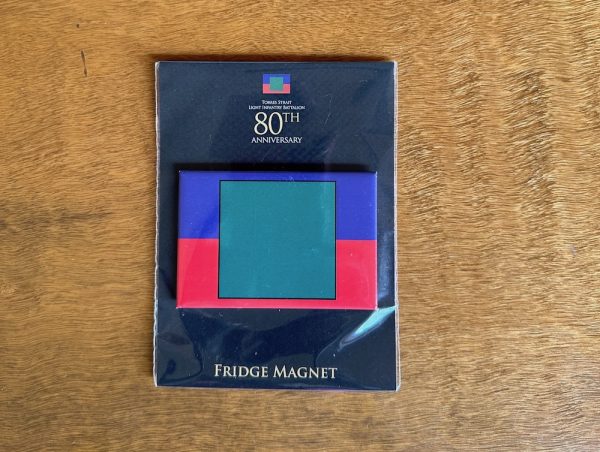 TORRES STRAIT
LIGHT INFANTRY BATTALION
80TH
ANNIVERSARY
FRIDGE MAGNET